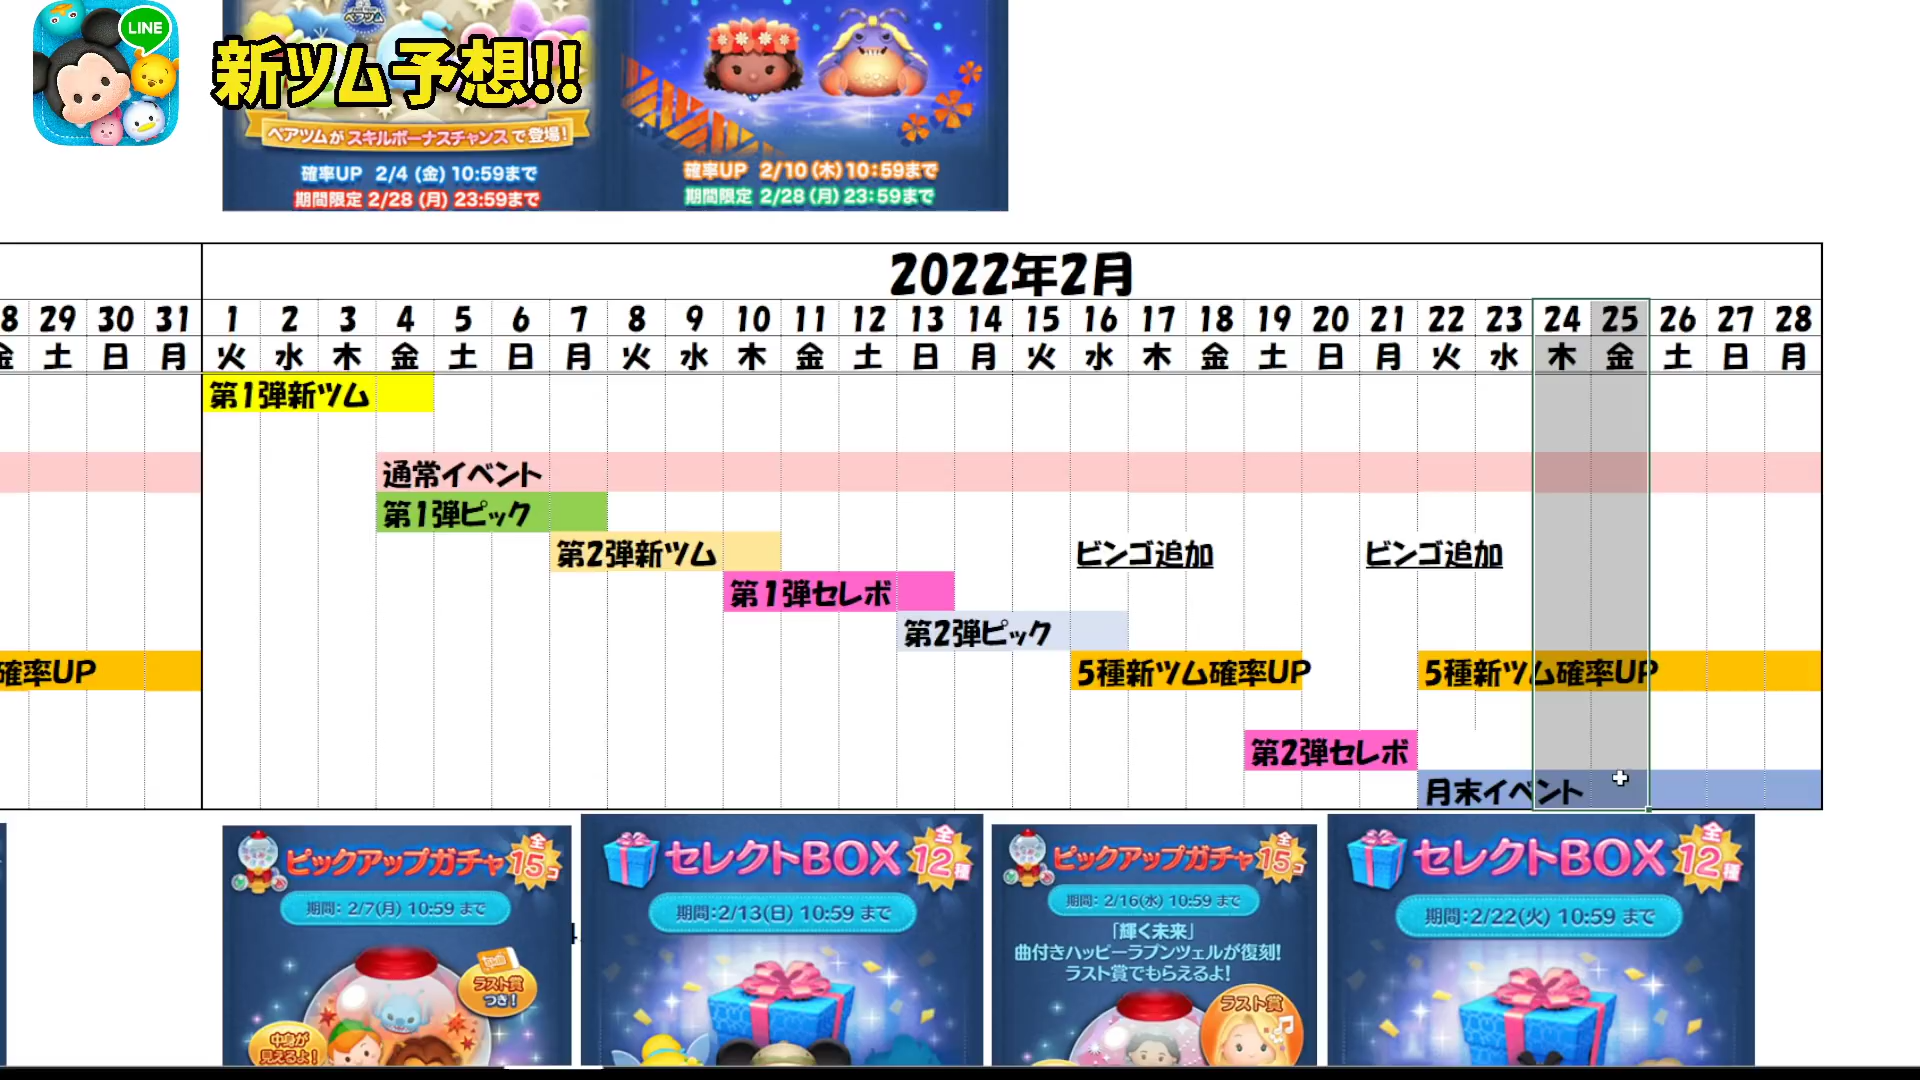 LINE
新ツム予想!!
ペアツム
ペアツムがスキルボーナスチャンスで登場!
確率UP 2/4 (金) 10:59まで
期間限定 2/28 (月) 23:59まで
確率UP 2/10 (木) 10:59まで
期間限定 2/28 (月) 23:59まで
2022年2月
8 29 30 31 1 2 3 4 5 6 7 8 9 10 11 12 13 14 15 16 17 18 19 20 21 22 23 24 25 26 27 28
金 土 日 月 火 水 木 金 土 日 月 火 水 木 金 土 日 月 火 水 木 金 土 日 月 火 水 木 金 土 日 月
第1弾新ツム
通常イベント
第1弾ピック
第2弾新ツム
ビンゴ追加
ビンゴ追加
第1弾セレボ
第2弾ピック
確率UP
5種新ツム確率UP
5種新ツム確率UP
第2弾セレボ
月末イベント
ピックアップガチャ
全15コ
期間: 2/7(月) 10:59 まで
ラスト賞
つき!
中身が
見えるよ!
セレクトBOX
全12種
期間:2/13(日) 10:59 まで
ピックアップガチャ
全15コ
期間: 2/16(水) 10:59 まで
「輝く未来」
曲付きハッピーラプンツェルが復刻!
ラスト賞でもらえるよ!
ラスト賞
セレクトBOX
全12種
期間:2/22(火) 10:59 まで